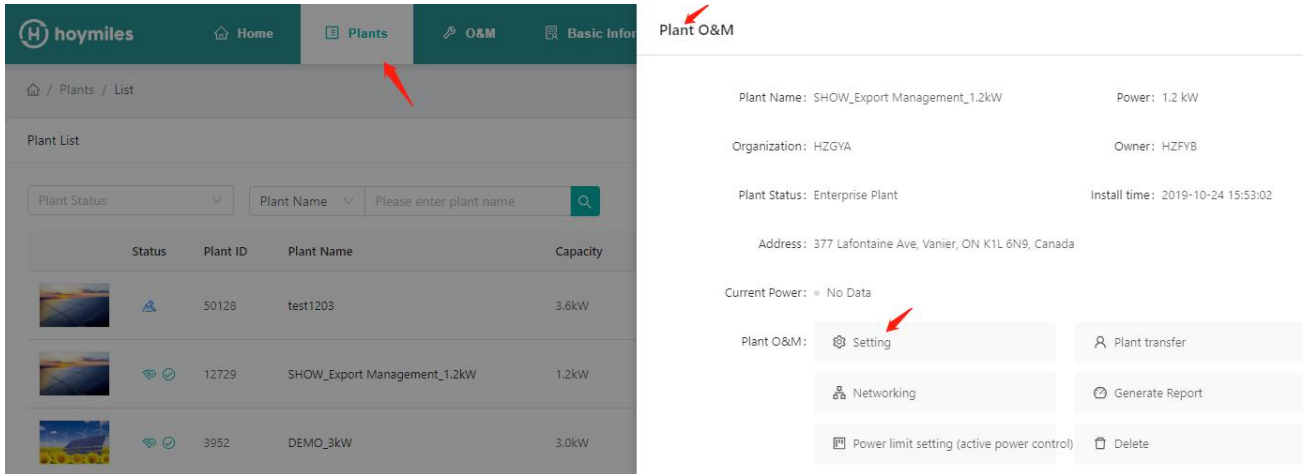 hoymiles
Home
Plants
O&M
Basic Infor
/ Plants / List
Plant List
Plant Status
Plant Name
Please enter plant name
Status Plant ID Plant Name Capacity
50128 test1203 3.6kW
12729 SHOW_Export Management_1.2kW 1.2kW
3952 DEMO_3kW 3.0kW
Plant O&M
Plant Name: SHOW_Export Management_1.2kW Power: 1.2 kW
Organization: HZGYA Owner: HZFYB
Plant Status: Enterprise Plant Install time: 2019-10-24 15:53:02
Address: 377 Lafontaine Ave, Vanier, ON K1L 6N9, Canada
Current Power: No Data
Plant O&M: Setting Plant transfer
Networking Generate Report
Power limit setting (active power control) Delete